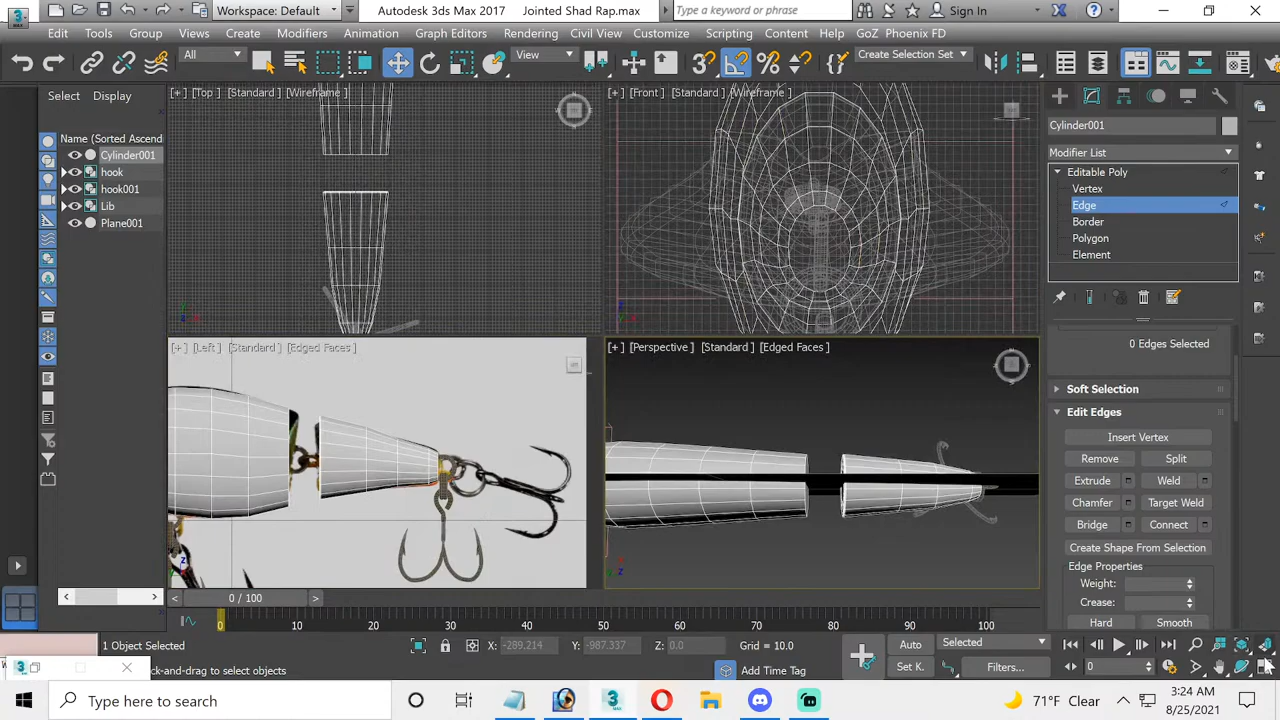 Workspace: Default
Autodesk 3ds Max 2017
Jointed Shad Rap.max
Type a keyword or phrase
Sign In
Edit
Tools
Group
Views
Create
Modifiers
Animation
Graph Editors
Rendering
Civil View
Customize
Scripting
Content
Help
GoZ
Phoenix FD
All
View
Create Selection Set
Select
Display
Name (Sorted Ascend
Cylinder001
hook
hook001
Lib
Plane001
[+] [Top] [Standard] [Wireframe]
[+] [Front] [Standard] [Wireframe]
[+] [Left] [Standard] [Edged Faces]
[+] [Perspective] [Standard] [Edged Faces]
Cylinder001
Modifier List
Editable Poly
Vertex
Edge
Border
Polygon
Element
0 Edges Selected
Soft Selection
Edit Edges
Insert Vertex
Remove
Split
Extrude
Weld
Chamfer
Target Weld
Bridge
Connect
Create Shape From Selection
Edge Properties
Weight:
Crease:
Hard
Smooth
0 / 100
0 10 20 30 40 50 60 70 80 90 100
1 Object Selected
X: -289.214
Y: -987.337
Z: 0.0
Grid = 10.0
Auto
Selected
ck-and-drag to select objects
Add Time Tag
Set K.
Filters...
0
Type here to search
71°F Clear
3:24 AM
8/25/2021